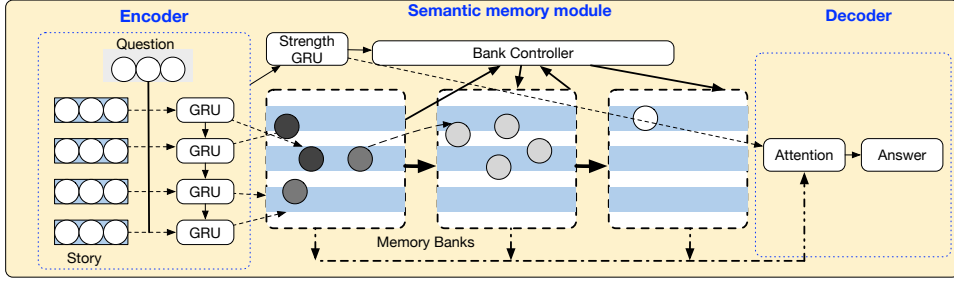 Encoder
Semantic memory module
Decoder
Question
Strength
GRU
Bank Controller
GRU
GRU
GRU
GRU
Attention
Answer
Memory Banks
Story